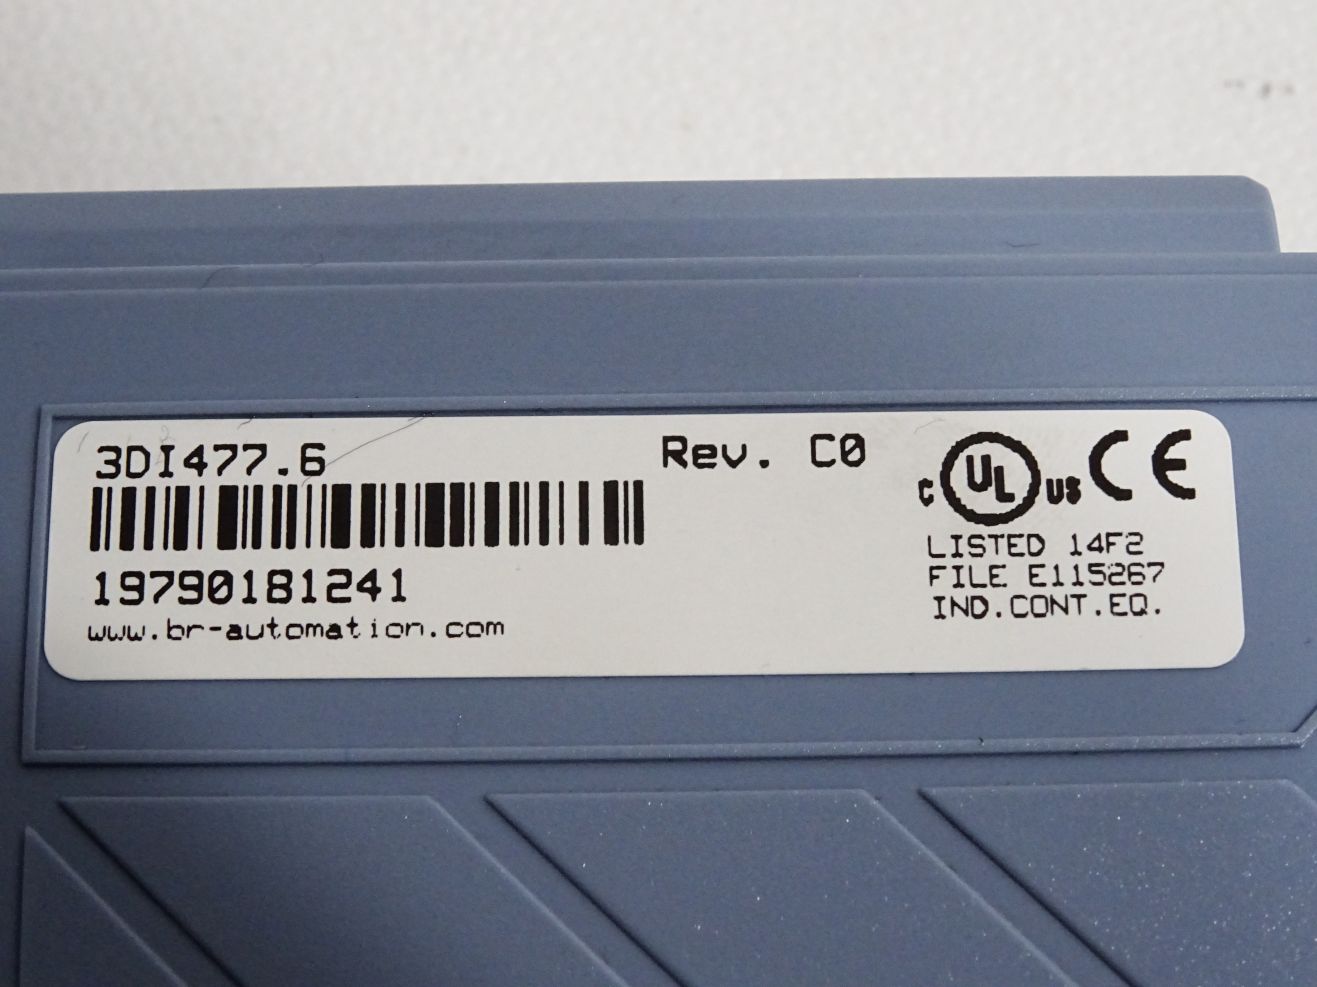 3DI477.6 Rev. C0
19790181241
www.br-automation.com
C UL US CE
LISTED 14F2
FILE E115267
IND.CONT.EQ.